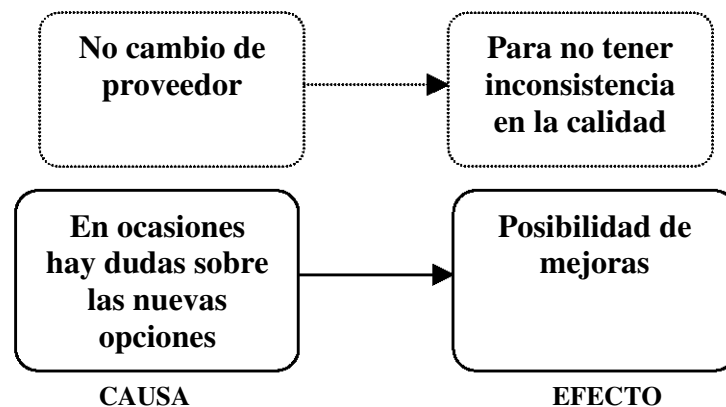 No cambio de
proveedor
Para no tener
inconsistencia
en la calidad
En ocasiones
hay dudas sobre
las nuevas
opciones
Posibilidad de
mejoras
CAUSA
EFECTO